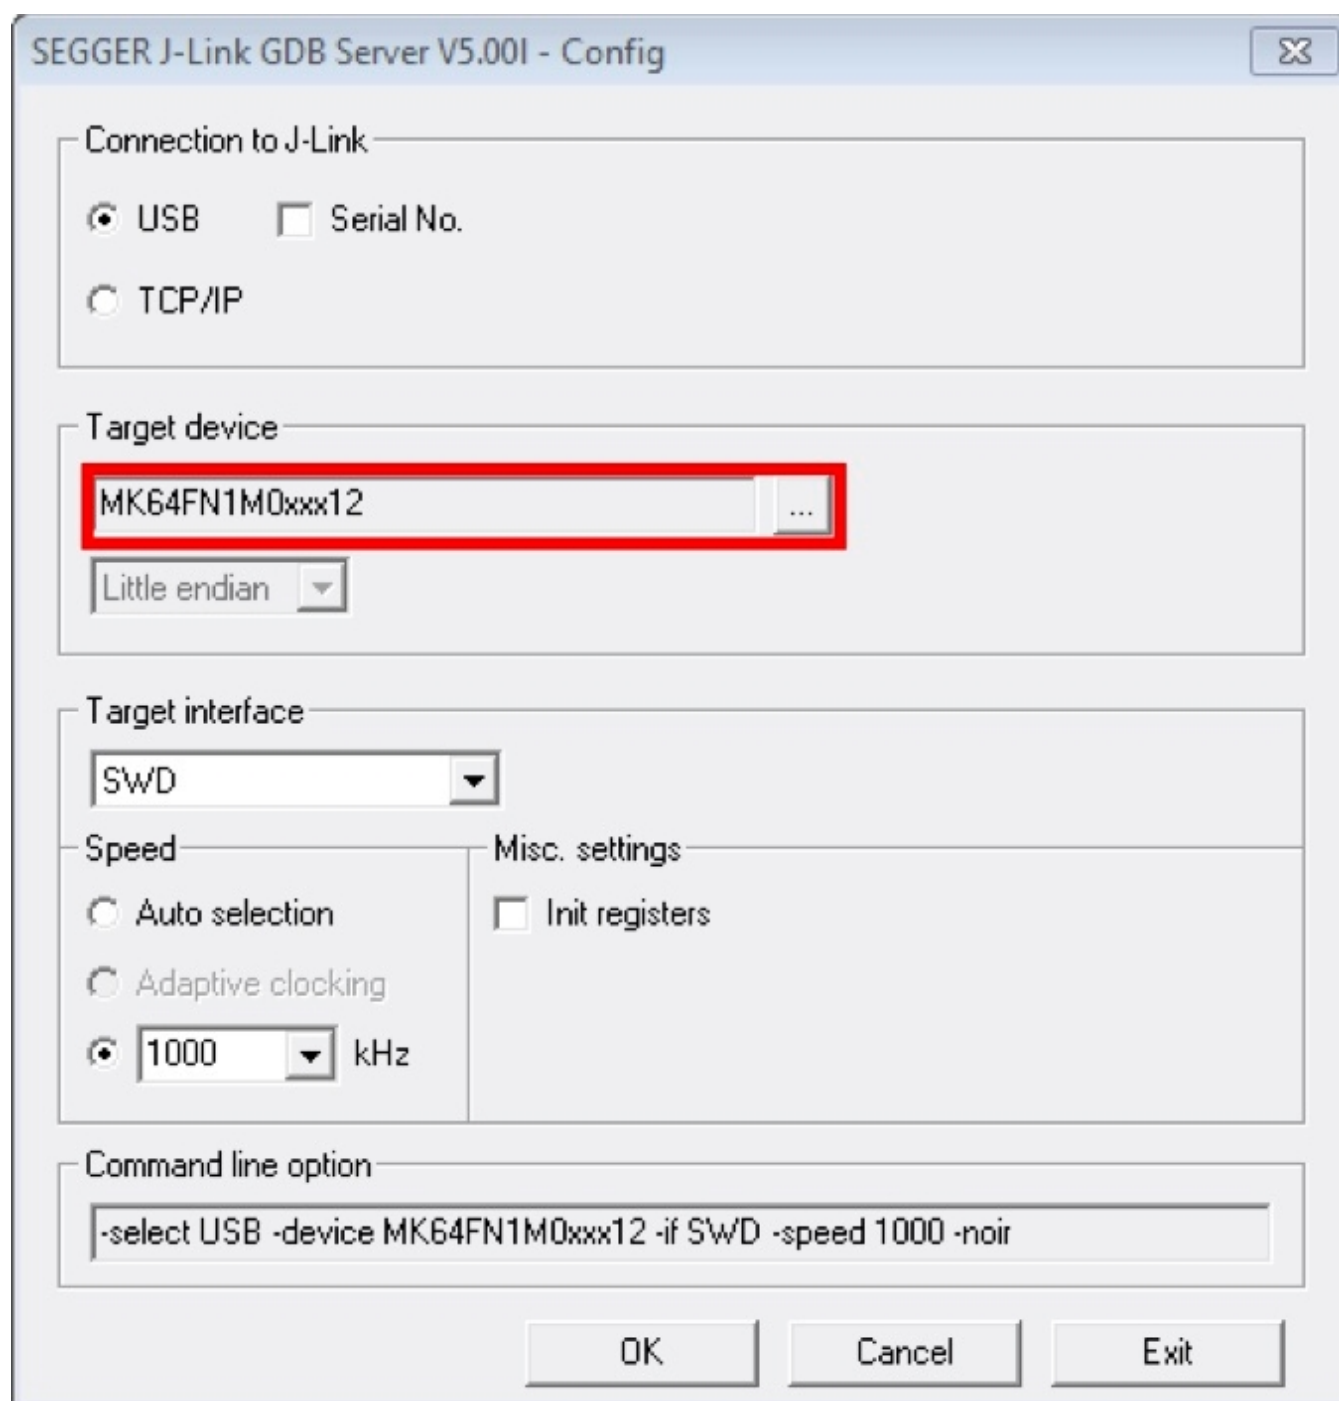 SEGGER J-Link GDB Server V5.00I - Config
Connection to J-Link
USB Serial No.
TCP/IP
Target device
MK64FN1M0xxx12 ...
Little endian
Target interface
SWD
Speed Misc. settings
Auto selection Init registers
Adaptive clocking
1000 kHz
Command line option
-select USB -device MK64FN1M0xxx12 -if SWD -speed 1000 -noir
OK Cancel Exit